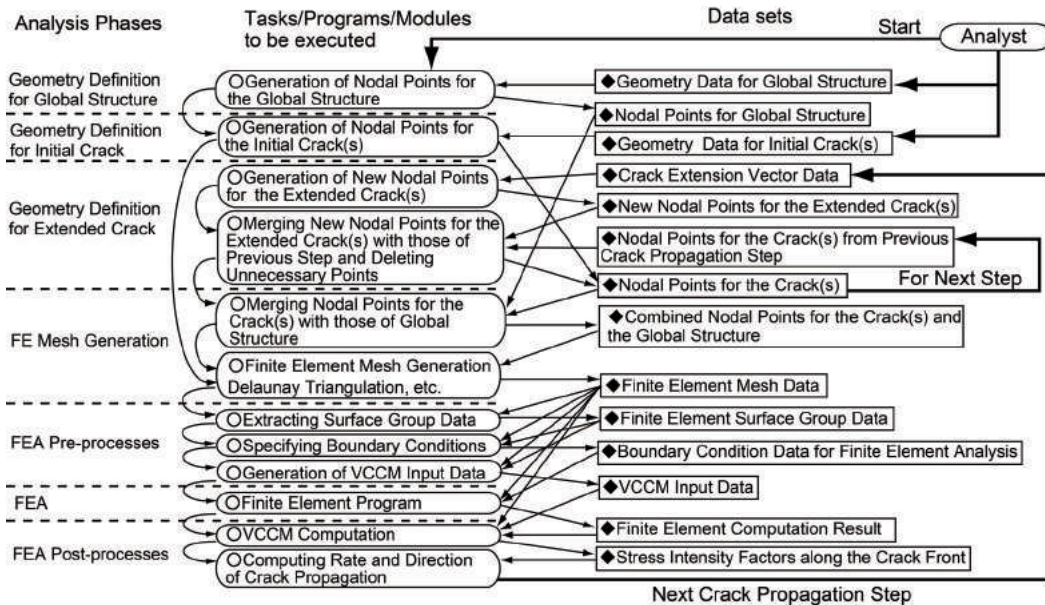 Analysis Phases
Tasks/Programs/Modules
to be executed
Data sets
Start
Analyst
Geometry Definition
for Global Structure
○Generation of Nodal Points for
the Global Structure
◆Geometry Data for Global Structure
◆Nodal Points for Global Structure
Geometry Definition
for Initial Crack
○Generation of Nodal Points for
the Initial Crack(s)
◆Geometry Data for Initial Crack(s)
Geometry Definition
for Extended Crack
○Generation of New Nodal Points
for the Extended Crack(s)
◆Crack Extension Vector Data
◆New Nodal Points for the Extended Crack(s)
○Merging New Nodal Points for the
Extended Crack(s) with those of
Previous Step and Deleting
Unnecessary Points
◆Nodal Points for the Crack(s) from Previous
Crack Propagation Step
For Next Step
◆Nodal Points for the Crack(s)
FE Mesh Generation
○Merging Nodal Points for the
Crack(s) with those of Global
Structure
◆Combined Nodal Points for the Crack(s) and
the Global Structure
○Finite Element Mesh Generation
Delaunay Triangulation, etc.
◆Finite Element Mesh Data
FEA Pre-processes
○Extracting Surface Group Data
◆Finite Element Surface Group Data
○Specifying Boundary Conditions
◆Boundary Condition Data for Finite Element Analysis
○Generation of VCCM Input Data
◆VCCM Input Data
FEA
○Finite Element Program
◆Finite Element Computation Result
FEA Post-processes
○VCCM Computation
◆Stress Intensity Factors along the Crack Front
○Computing Rate and Direction
of Crack Propagation
Next Crack Propagation Step